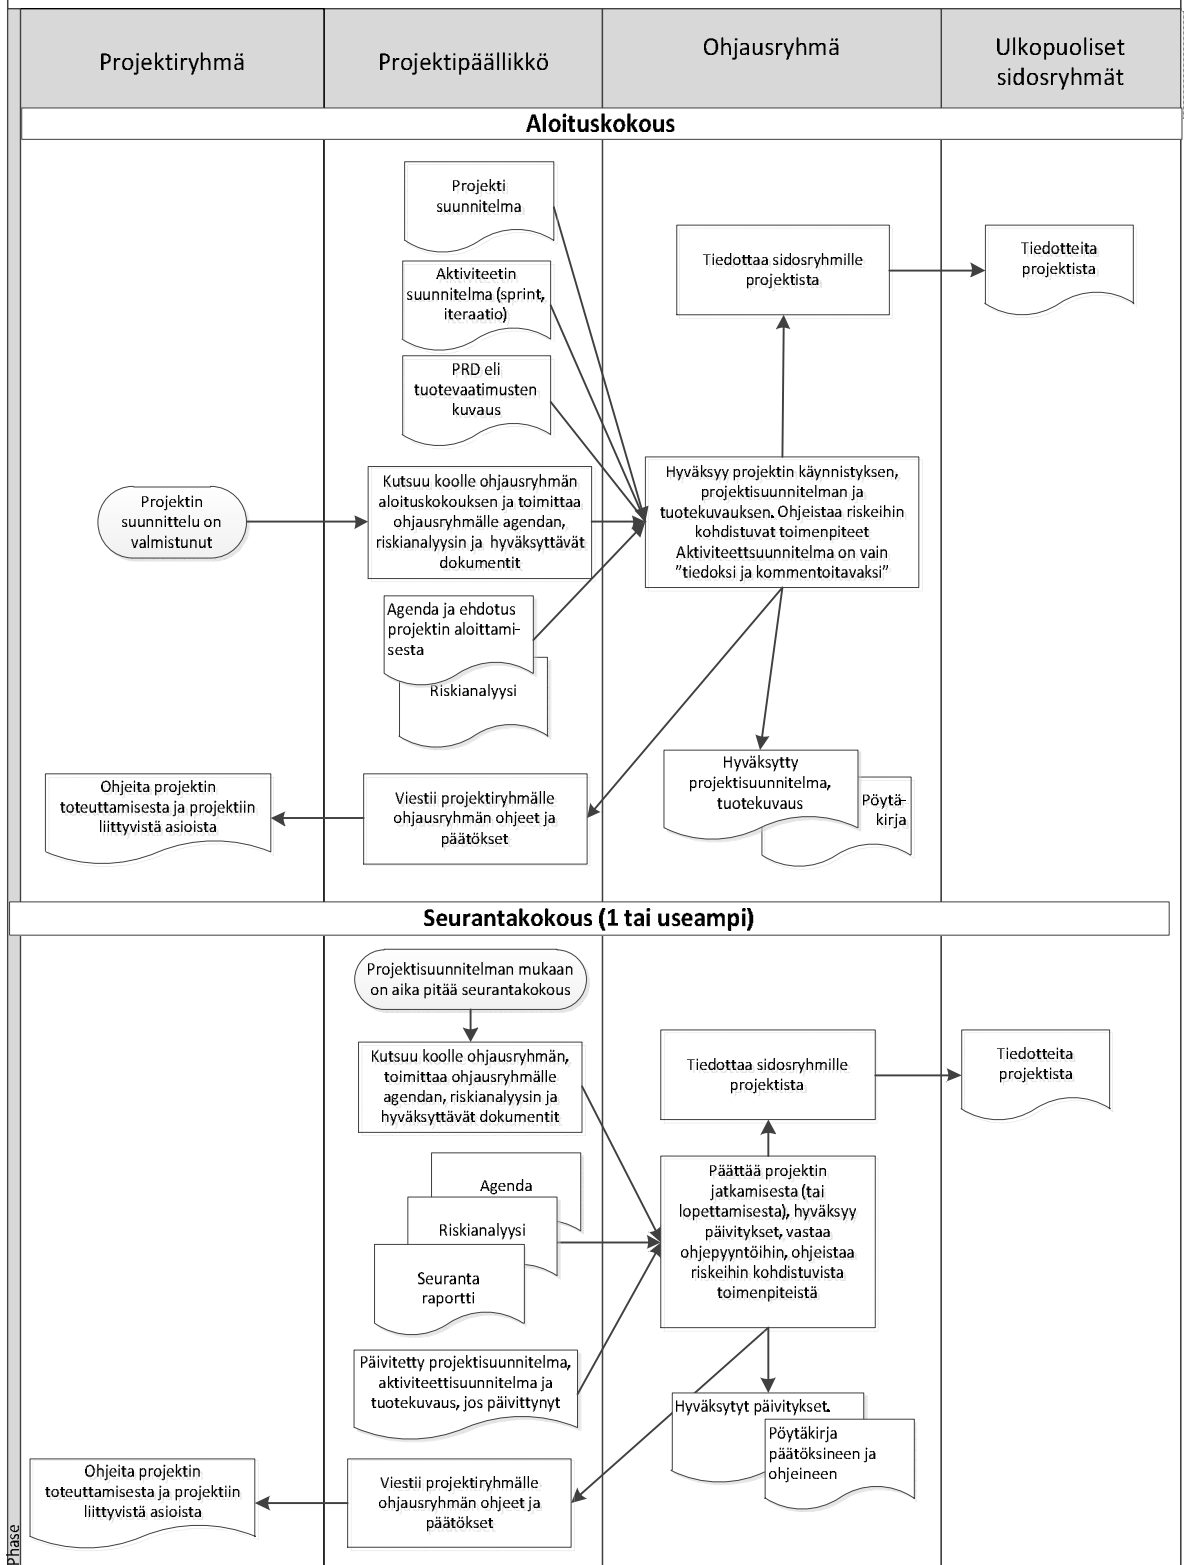 Projektiryhmä
Projektipäällikkö
Ohjausryhmä
Ulkopuoliset
sidosryhmät
Aloituskokous
Projekti
suunnitelma
Aktiviteetin
suunnitelma (sprint,
iteraatio)
PRD eli
tuotevaatimusten
kuvaus
Tiedottaa sidosryhmille
projektista
Tiedotteita
projektista
Projektin
suunnittelu on
valmistunut
Kutsuu koolle ohjausryhmän
aloituskokouksen ja toimittaa
ohjausryhmälle agendan,
riskianalyysin ja hyväksyttävät
dokumentit
Hyväksyy projektin käynnistyksen,
projektisuunnitelman ja
tuotekuvauksen. Ohjeistaa riskeihin
kohdistuvat toimenpiteet
Aktiviteettsuunnitelma on vain
”tiedoksi ja kommentoitavaksi”
Agenda ja ehdotus
projektin aloittami-
sesta
Riskianalyysi
Ohjeita projektin
toteuttamisesta ja projektiin
liittyvistä asioista
Viestii projektiryhmälle
ohjausryhmän ohjeet ja
päätökset
Hyväksytty
projektisuunnitelma,
tuotekuvaus
Pöytä-
kirja
Seurantakokous (1 tai useampi)
Projektisuunnitelman mukaan
on aika pitää seurantakokous
Kutsuu koolle ohjausryhmän,
toimittaa ohjausryhmälle
agendan, riskianalyysin ja
hyväksyttävät dokumentit
Tiedottaa sidosryhmille
projektista
Tiedotteita
projektista
Agenda
Riskianalyysi
Seuranta
raportti
Päättää projektin
jatkamisesta (tai
lopettamisesta), hyväksyy
päivitykset, vastaa
ohjepyyntöihin, ohjeistaa
riskeihin kohdistuvista
toimenpiteistä
Päivitetty projektisuunnitelma,
aktiviteettisuunnitelma ja
tuotekuvaus, jos päivittynyt
Hyväksytyt päivitykset.
Pöytäkirja
päätöksineen ja
ohjeineen
Ohjeita projektin
toteuttamisesta ja projektiin
liittyvistä asioista
Viestii projektiryhmälle
ohjausryhmän ohjeet ja
päätökset
Phase